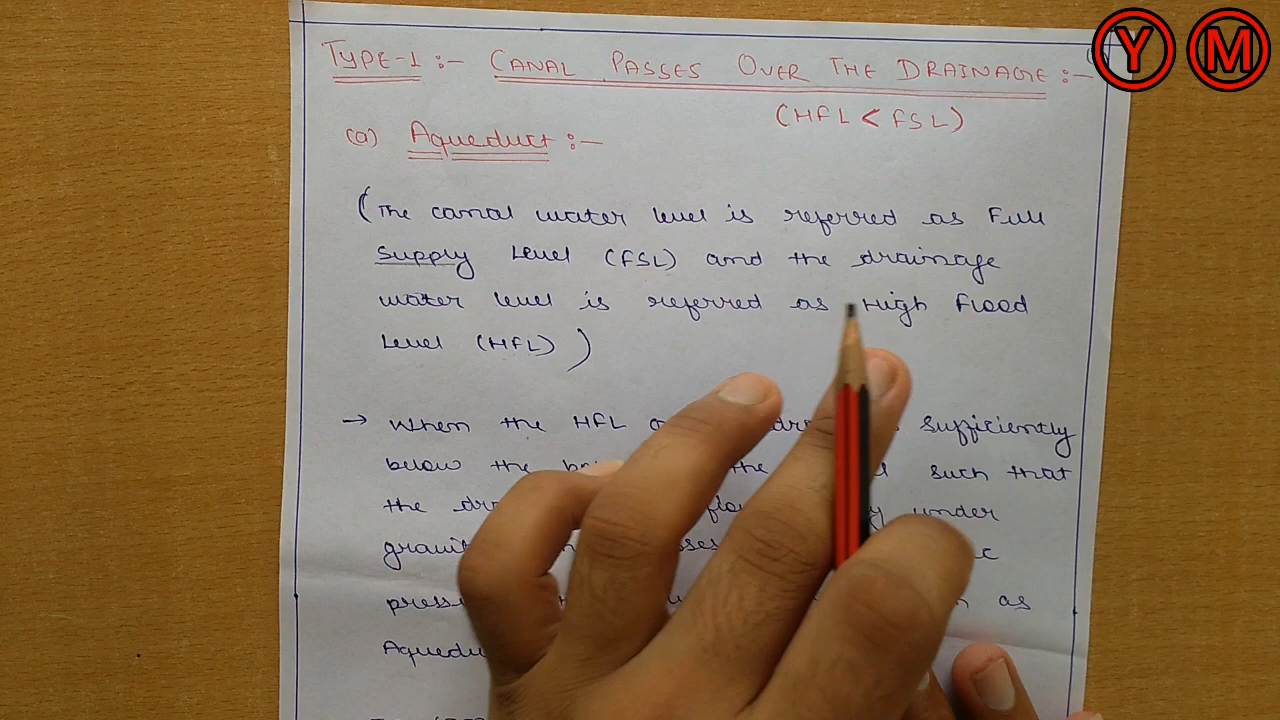 TYPE-1 :- CANAL PASSES OVER THE DRAINAGE :-
(HFL < FSL)
(a) Aqueduct :-
(The canal water level is referred as Full
Supply Level (FSL) and the drainage
water level is referred as High Flood
Level (HFL))
→ When the HFL sufficiently
below the the such that
the under
as
Y M